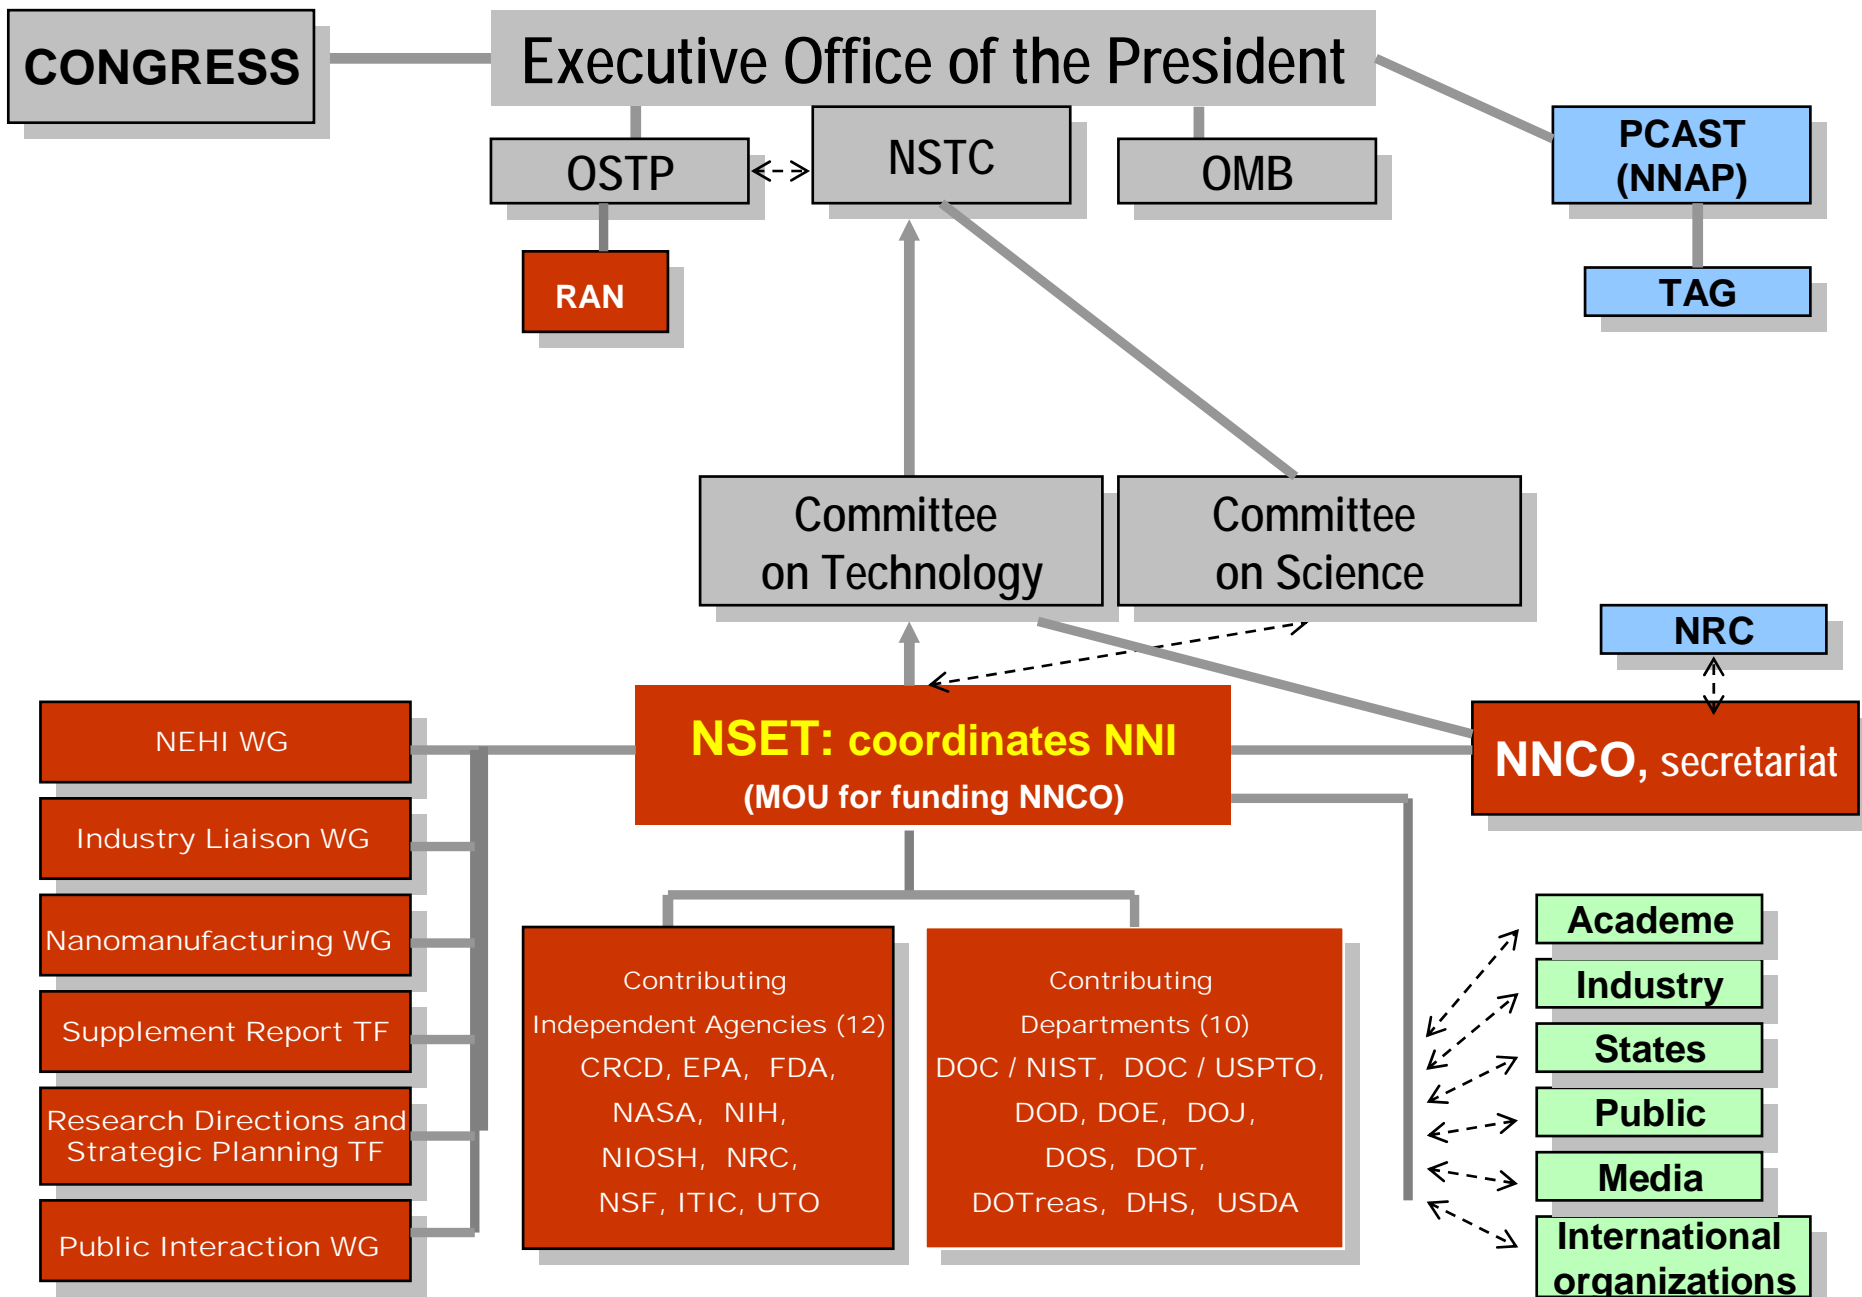 CONGRESS
Executive Office of the President
OSTP
NSTC
OMB
PCAST
(NNAP)
RAN
TAG
Committee
on Technology
Committee
on Science
NRC
NSET: coordinates NNI
(MOU for funding NNCO)
NNCO, secretariat
NEHI WG
Industry Liaison WG
Nanomanufacturing WG
Supplement Report TF
Research Directions and
Strategic Planning TF
Public Interaction WG
Contributing
Independent Agencies (12)
CRCD, EPA, FDA,
NASA, NIH,
NIOSH, NRC,
NSF, ITIC, UTO
Contributing
Departments (10)
DOC / NIST, DOC / USPTO,
DOD, DOE, DOJ,
DOS, DOT,
DOTreas, DHS, USDA
Academe
Industry
States
Public
Media
International
organizations